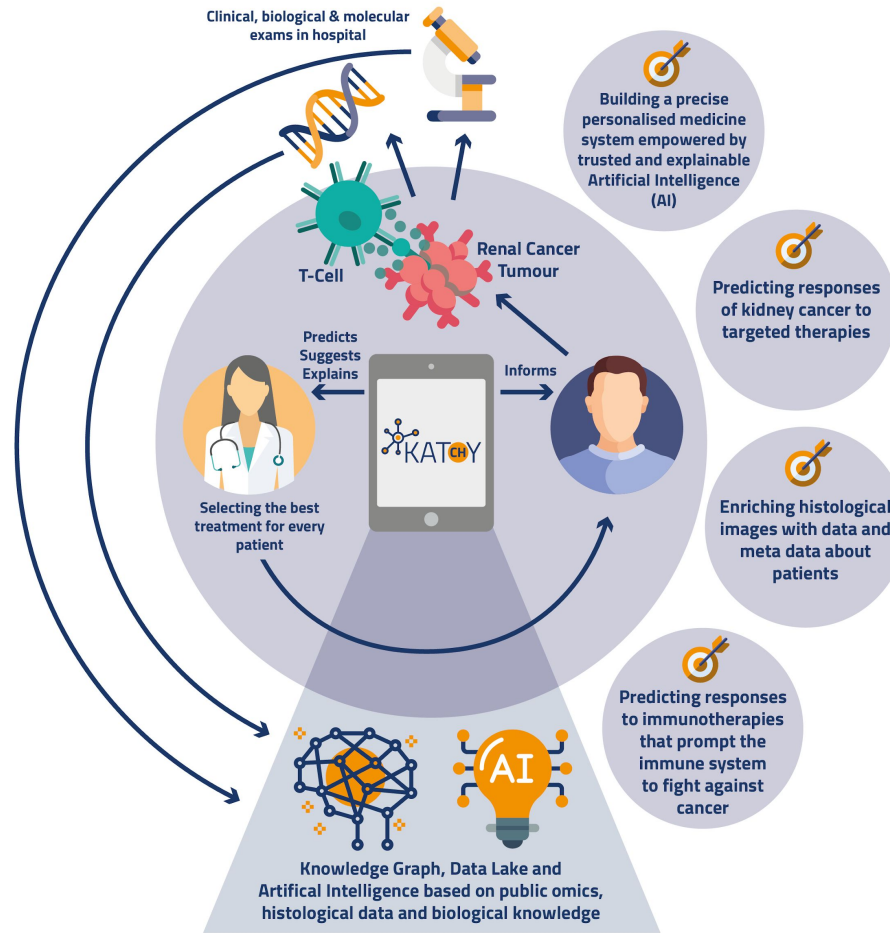 Clinical, biological & molecular
exams in hospital
Building a precise
personalised medicine
system empowered by
trusted and explainable
Artificial Intelligence
(AI)
T-Cell
Renal Cancer
Tumour
Predicting responses
of kidney cancer to
targeted therapies
Predicts
Suggests
Explains
Informs
KATCHY
Selecting the best
treatment for every
patient
Enriching histological
images with data and
meta data about
patients
Predicting responses
to immunotherapies
that prompt the
immune system
to fight against
cancer
AI
Knowledge Graph, Data Lake and
Artifical Intelligence based on public omics,
histological data and biological knowledge